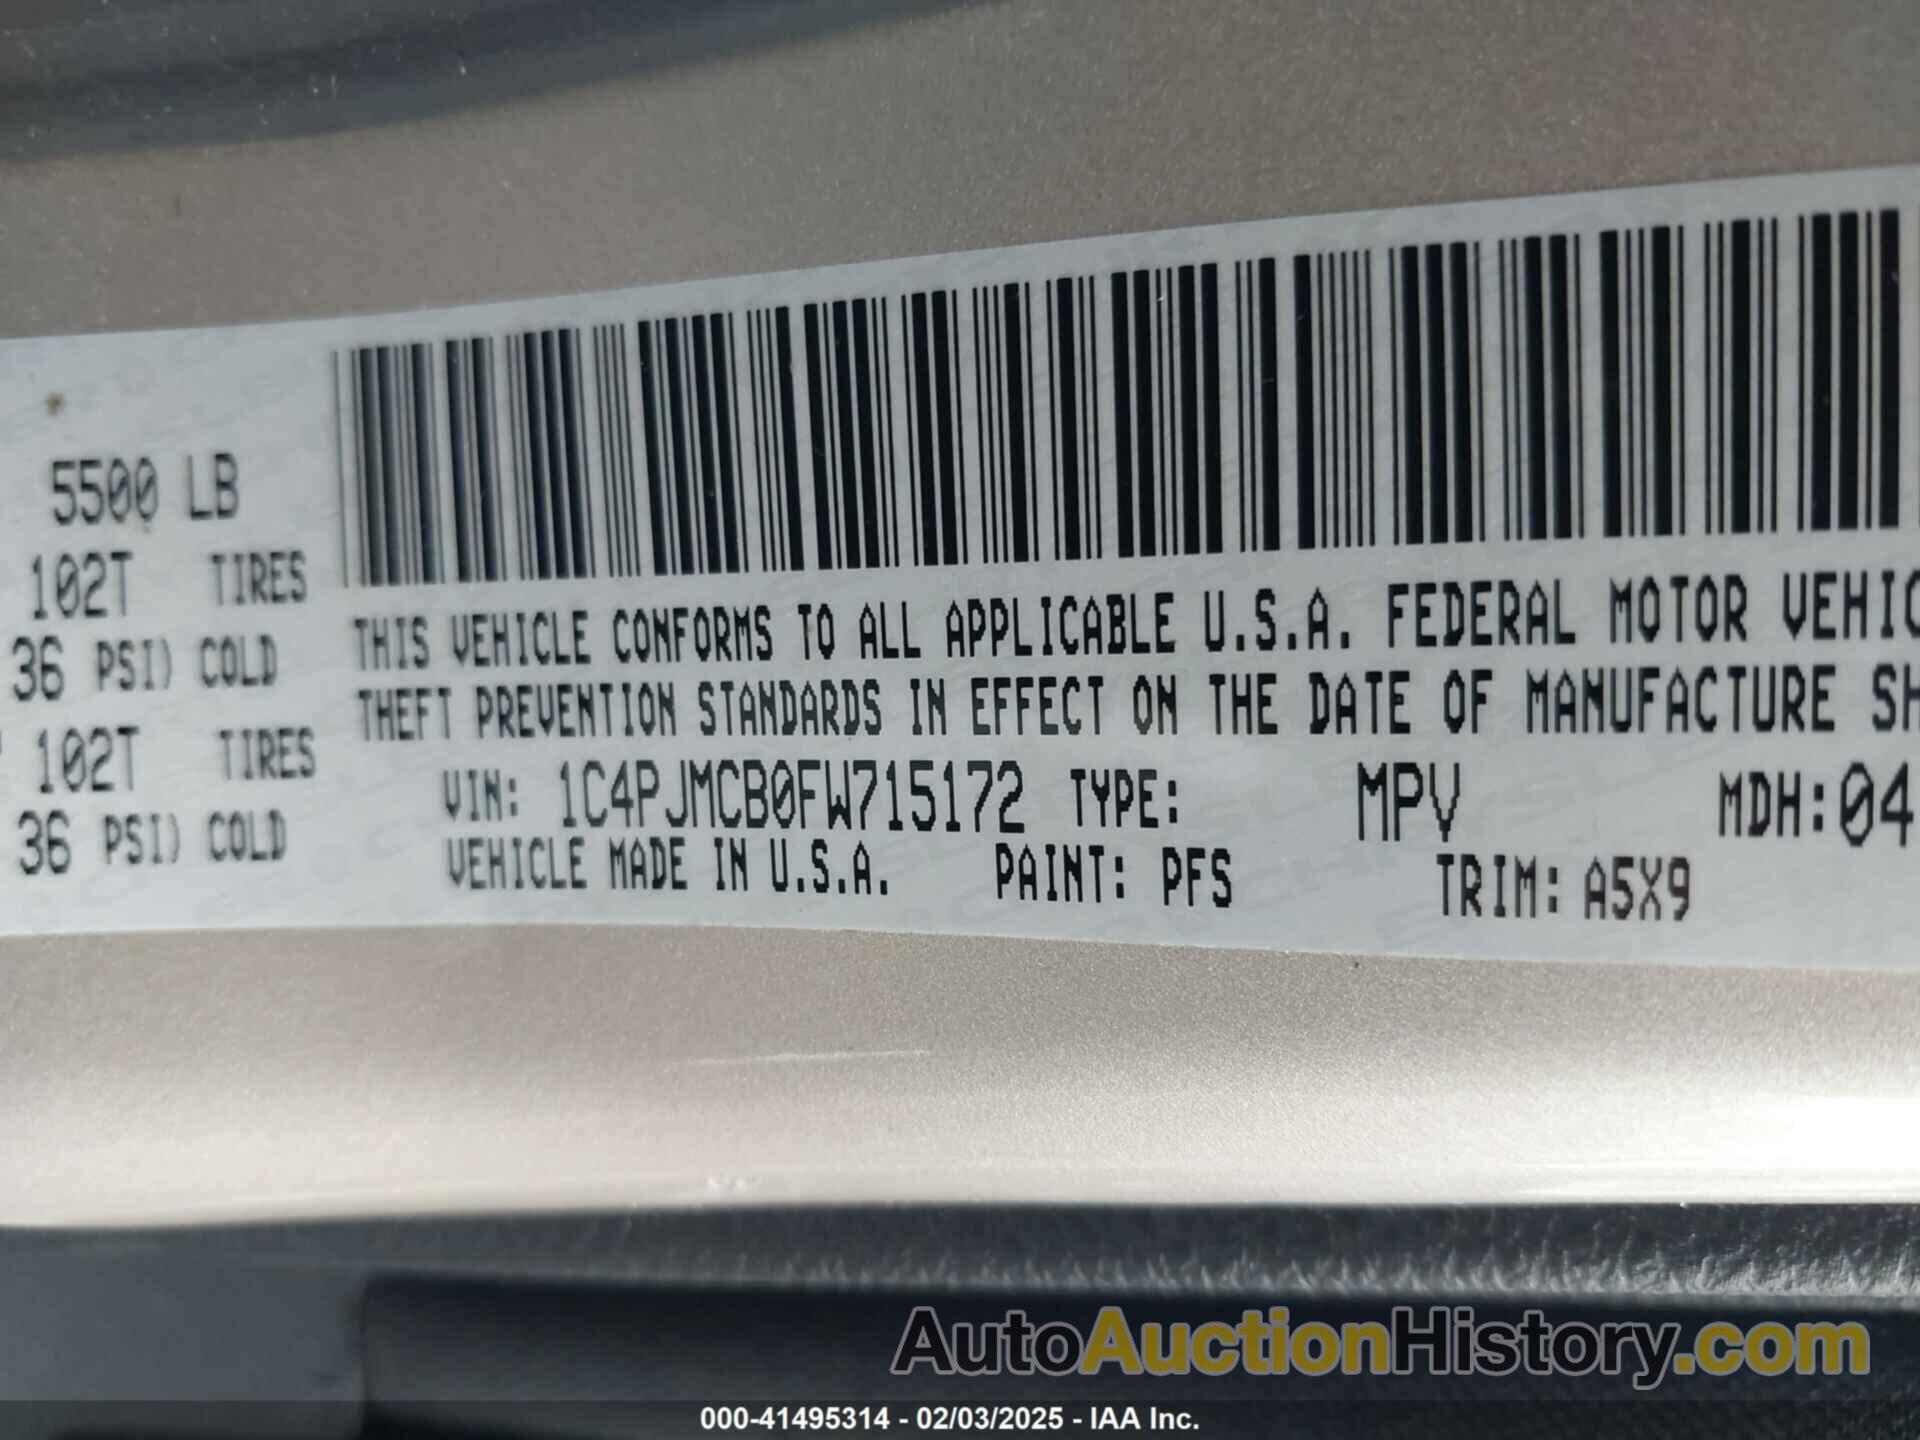 5500 LB
102T TIRES
36 PSI) COLD
102T TIRES
36 PSI) COLD
THIS VEHICLE CONFORMS TO ALL APPLICABLE U.S.A. FEDERAL MOTOR VEHIC
THEFT PREVENTION STANDARDS IN EFFECT ON THE DATE OF MANUFACTURE SH
VIN: 1C4PJMCB0FW715172 TYPE: MPV MDH:04
VEHICLE MADE IN U.S.A. PAINT: PFS TRIM: A5X9
AutoAuctionHistory.com
000-41495314 - 02/03/2025 - IAA Inc.